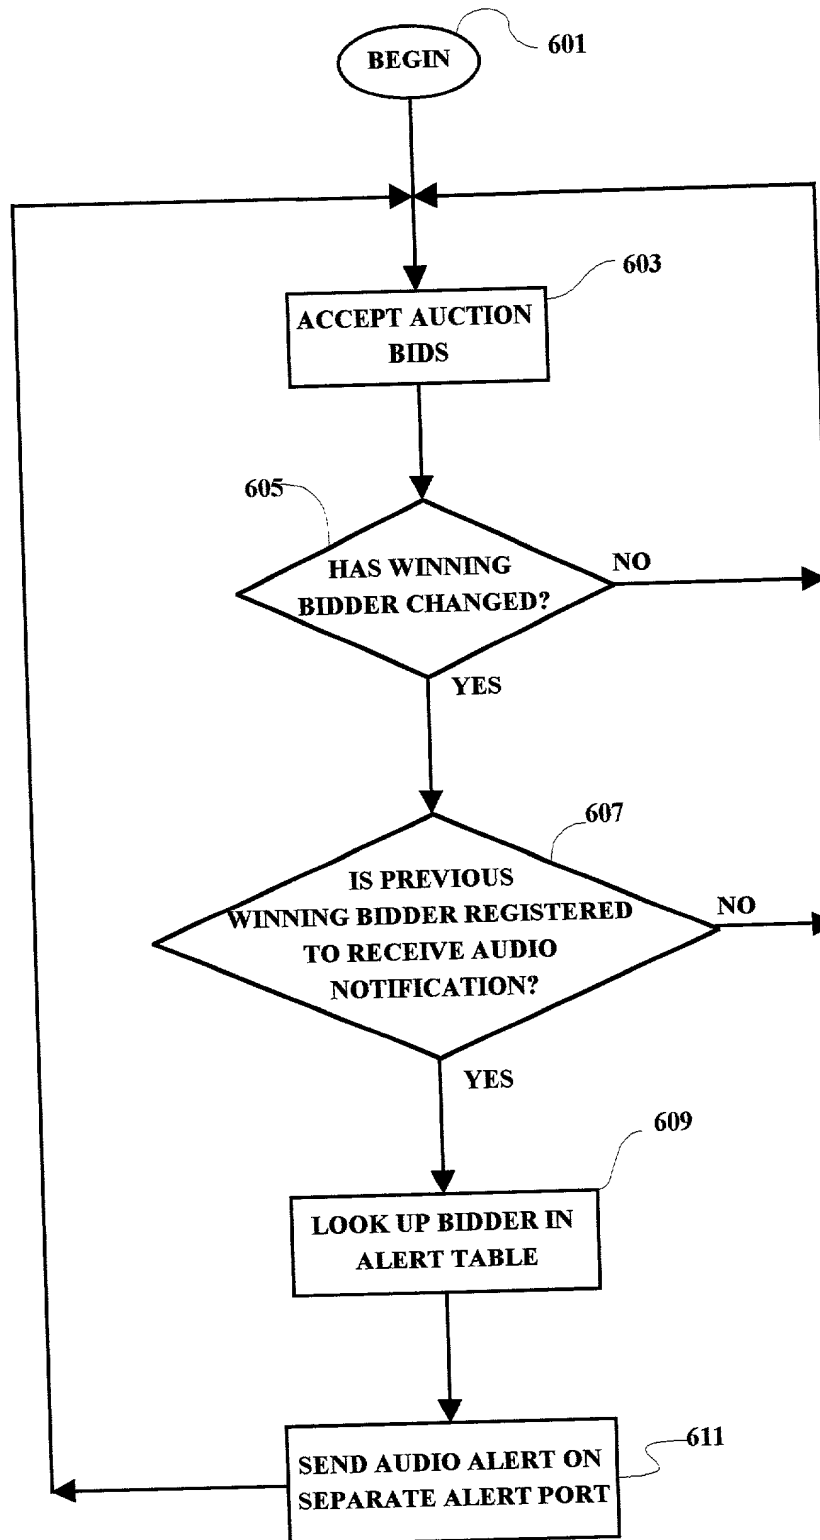 BEGIN
601
603
ACCEPT AUCTION
BIDS
605
HAS WINNING
BIDDER CHANGED?
NO
YES
607
IS PREVIOUS
WINNING BIDDER REGISTERED
TO RECEIVE AUDIO
NOTIFICATION?
NO
YES
609
LOOK UP BIDDER IN
ALERT TABLE
611
SEND AUDIO ALERT ON
SEPARATE ALERT PORT